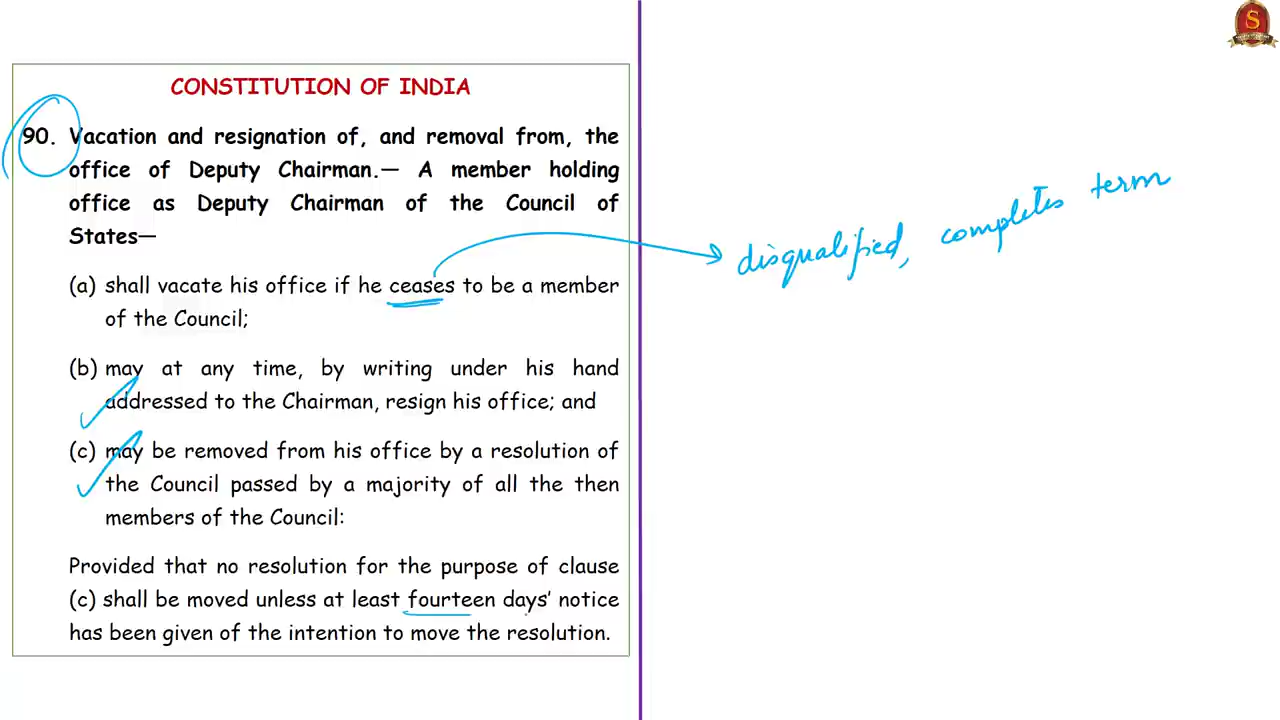 CONSTITUTION OF INDIA
90. Vacation and resignation of, and removal from, the
office of Deputy Chairman.— A member holding
office as Deputy Chairman of the Council of
States—
(a) shall vacate his office if he ceases to be a member
of the Council;
(b) may at any time, by writing under his hand
addressed to the Chairman, resign his office; and
(c) may be removed from his office by a resolution of
the Council passed by a majority of all the then
members of the Council:
Provided that no resolution for the purpose of clause
(c) shall be moved unless at least fourteen days' notice
has been given of the intention to move the resolution.
disqualified, completes term
S